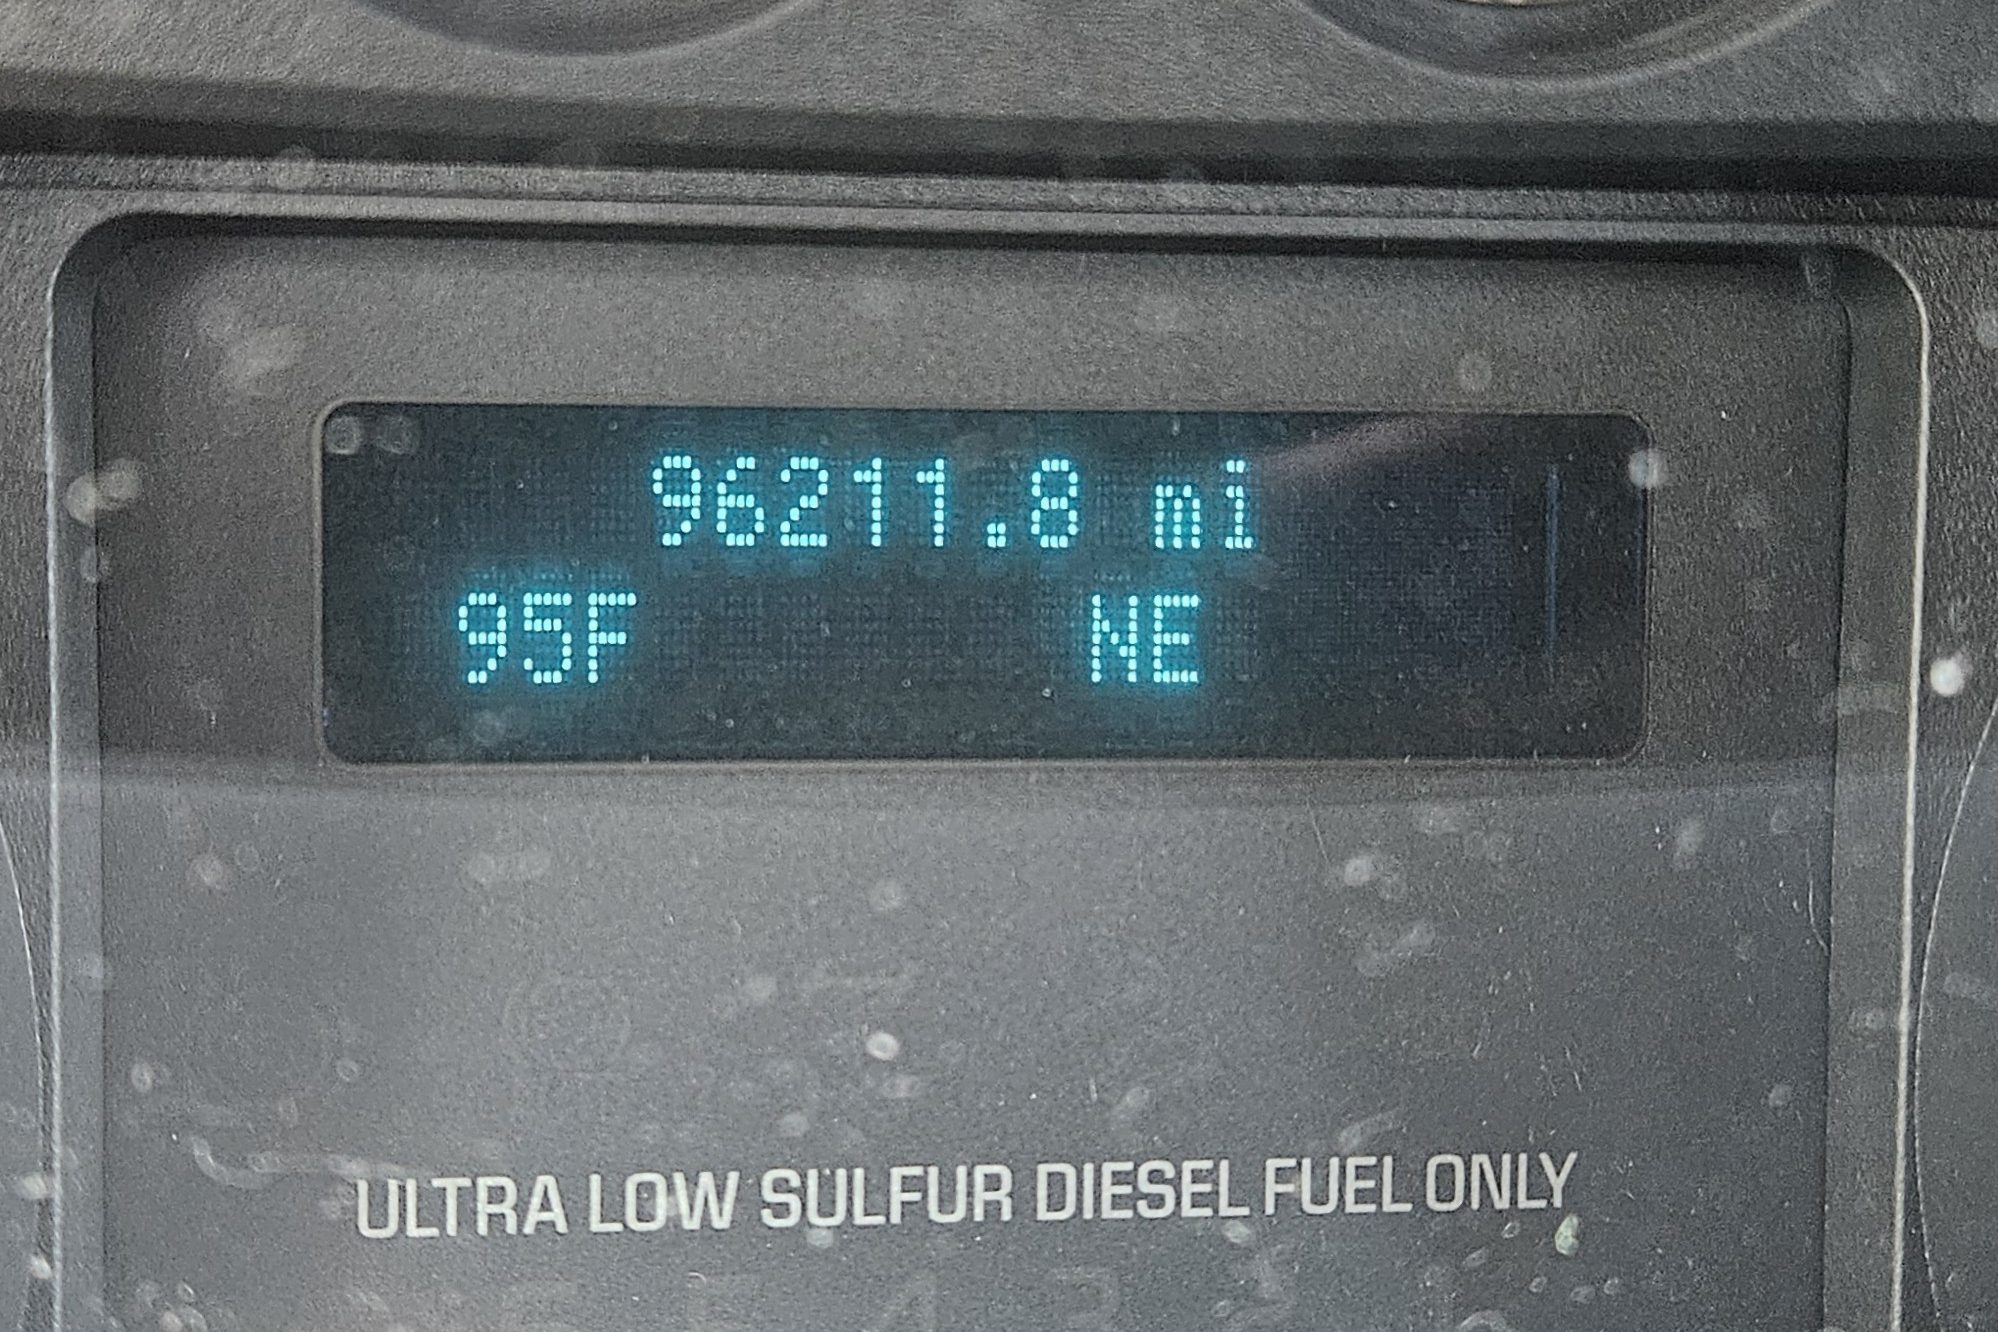 96211.8 mi
95F NE
ULTRA LOW SULFUR DIESEL FUEL ONLY